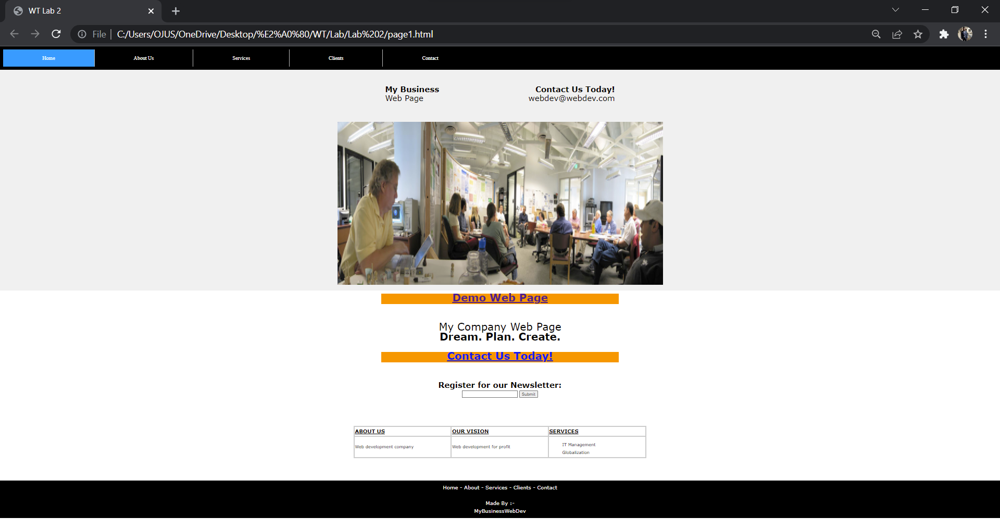 WT Lab 2
File | C:/Users/OJUS/OneDrive/Desktop/%E2%A0%80/WT/Lab/Lab%202/page1.html
Home About Us Services Clients Contact
My Business Contact Us Today!
Web Page webdev@webdev.com
Demo Web Page
My Company Web Page
Dream. Plan. Create.
Contact Us Today!
Register for our Newsletter:
Submit
ABOUT US OUR VISION SERVICES
Web development company Web development for profit IT Management
Globalization
Home - About - Services - Clients - Contact
Made By :-
MyBusinessWebDev